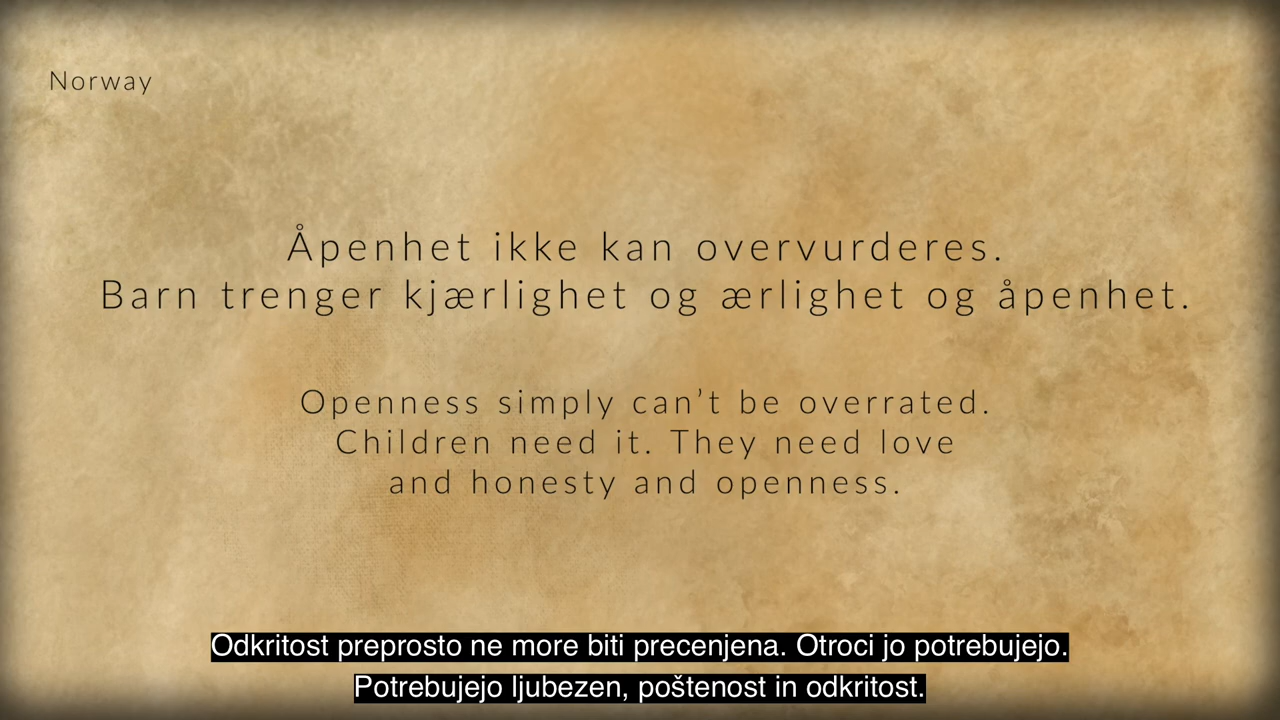 Norway
Åpenhet ikke kan overvurderes.
Barn trenger kjærlighet og ærlighet og åpenhet.
Openness simply can’t be overrated.
Children need it. They need love
and honesty and openness.
Odkritost preprosto ne more biti precenjena. Otroci jo potrebujejo.
Potrebujejo ljubezen, poštenost in odkritost.